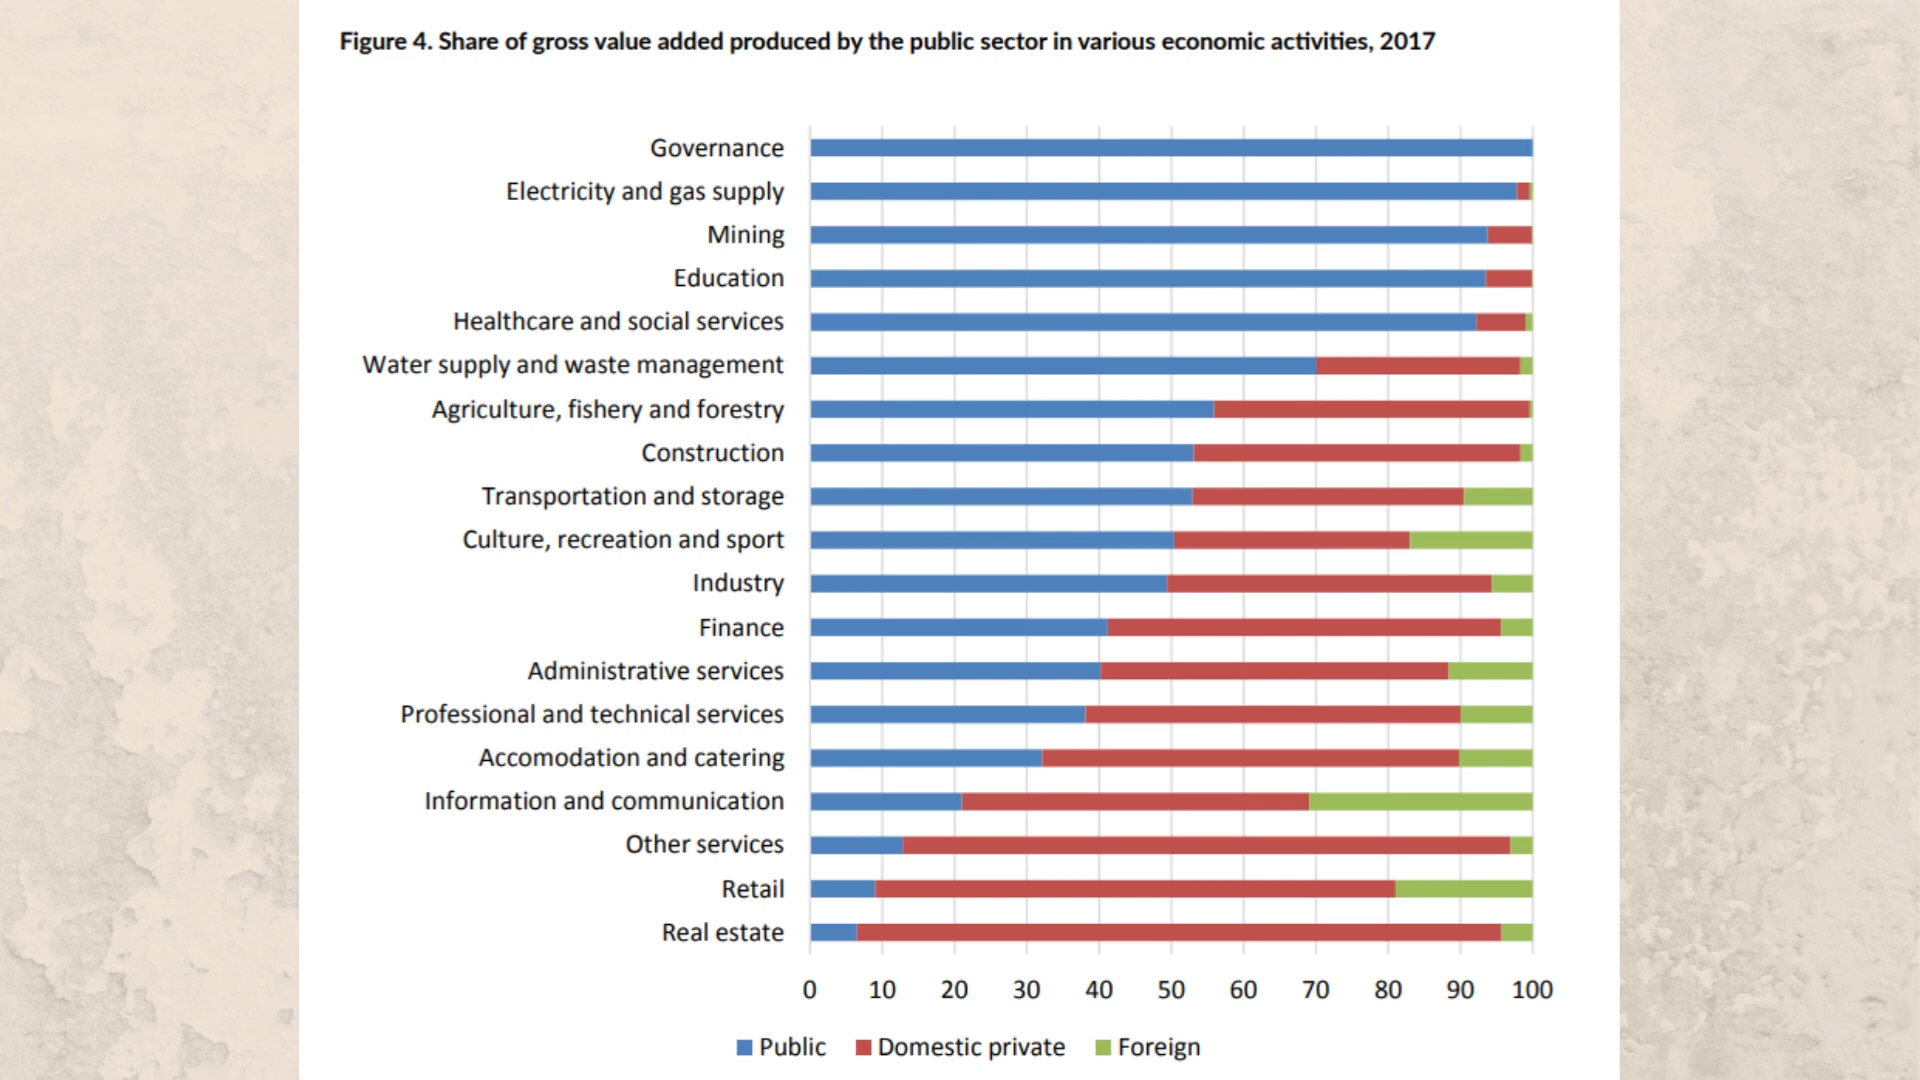 Figure 4. Share of gross value added produced by the public sector in various economic activities, 2017
Governance
Electricity and gas supply
Mining
Education
Healthcare and social services
Water supply and waste management
Agriculture, fishery and forestry
Construction
Transportation and storage
Culture, recreation and sport
Industry
Finance
Administrative services
Professional and technical services
Accomodation and catering
Information and communication
Other services
Retail
Real estate
0 10 20 30 40 50 60 70 80 90 100
Public Domestic private Foreign